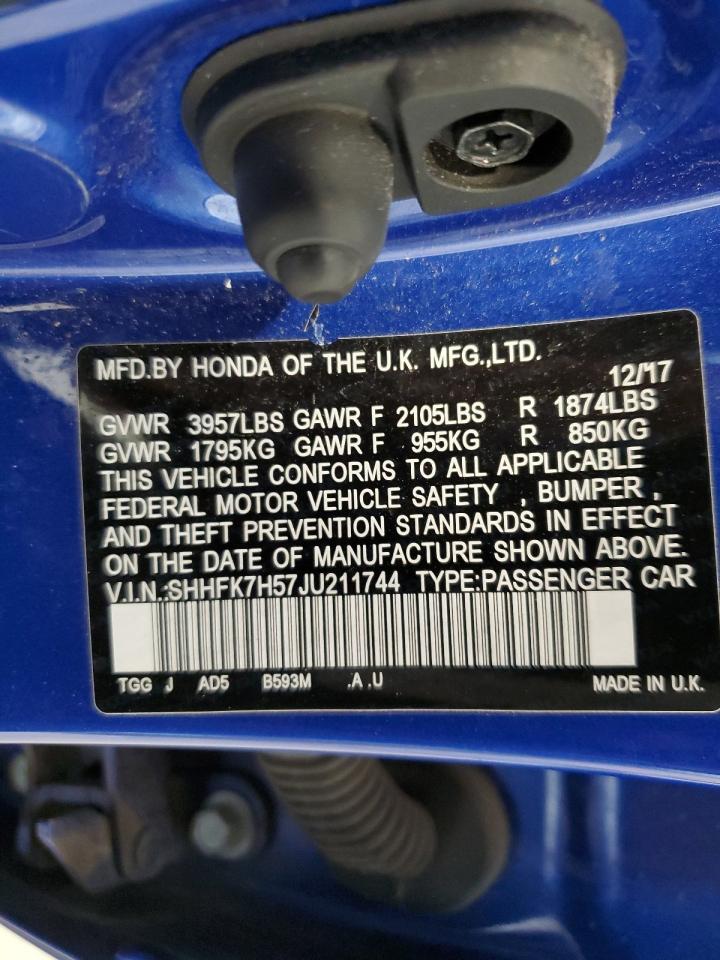 MFD.BY HONDA OF THE U.K. MFG.,LTD.
12/17
GVWR 3957LBS GAWR F 2105LBS R 1874LBS
GVWR 1795KG GAWR F 955KG R 850KG
THIS VEHICLE CONFORMS TO ALL APPLICABLE
FEDERAL MOTOR VEHICLE SAFETY , BUMPER ,
AND THEFT PREVENTION STANDARDS IN EFFECT
ON THE DATE OF MANUFACTURE SHOWN ABOVE.
V.I.N.:SHHFK7H57JU211744 TYPE:PASSENGER CAR
TGG J AD5 B593M .A .U MADE IN U.K.